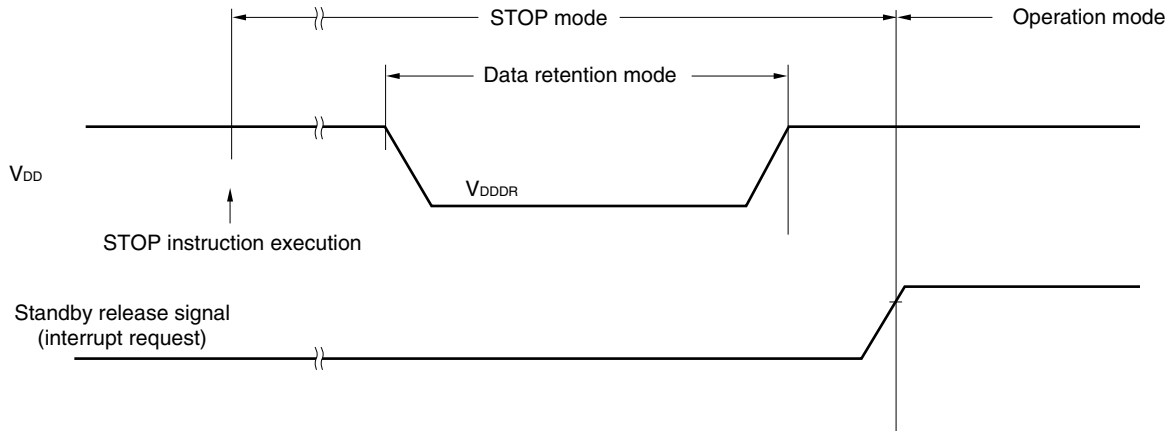 STOP mode
Operation mode
Data retention mode
VDD
VDDDR
STOP instruction execution
Standby release signal
(interrupt request)